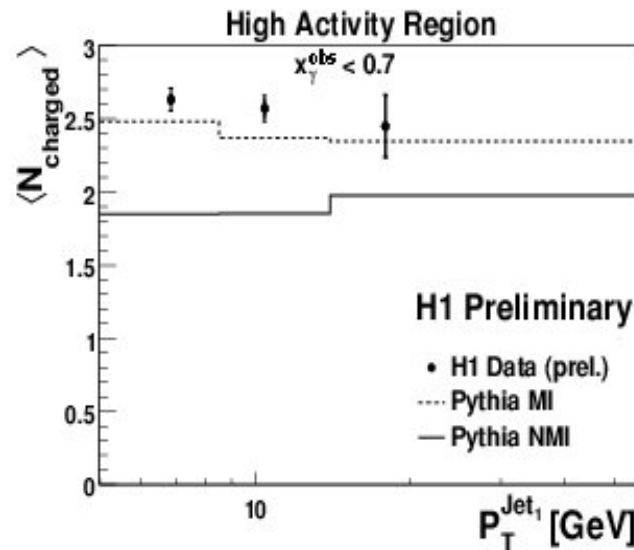 High Activity Region
x_γ^obs < 0.7
⟨N_charged⟩
3
2.5
2
1.5
1
0.5
0
H1 Preliminary
H1 Data (prel.)
Pythia MI
Pythia NMI
10
P_T^Jet₁ [GeV]